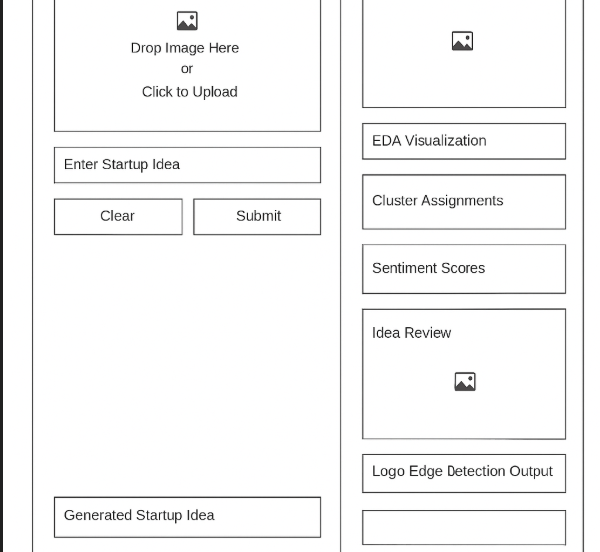 Drop Image Here
or
Click to Upload
Enter Startup Idea
Clear
Submit
Generated Startup Idea
EDA Visualization
Cluster Assignments
Sentiment Scores
Idea Review
Logo Edge Detection Output